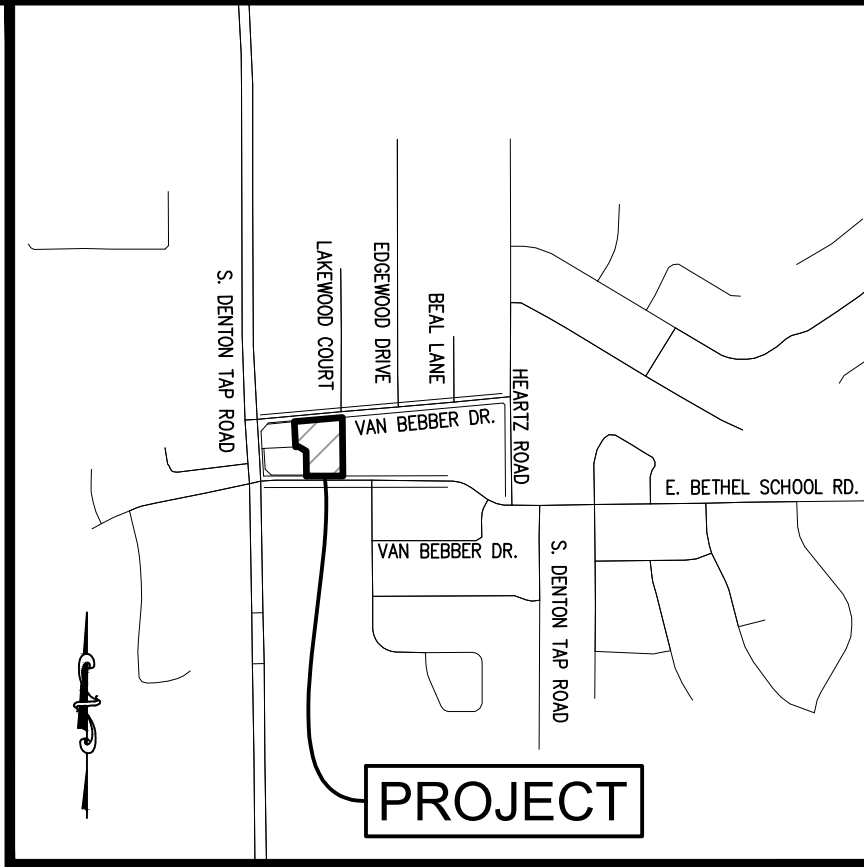 S. DENTON TAP ROAD
LAKEWOOD COURT
EDGEWOOD DRIVE
BEAL LANE
HEARTZ ROAD
VAN BEBBER DR.
E. BETHEL SCHOOL RD.
VAN BEBBER DR.
S. DENTON TAP ROAD
PROJECT